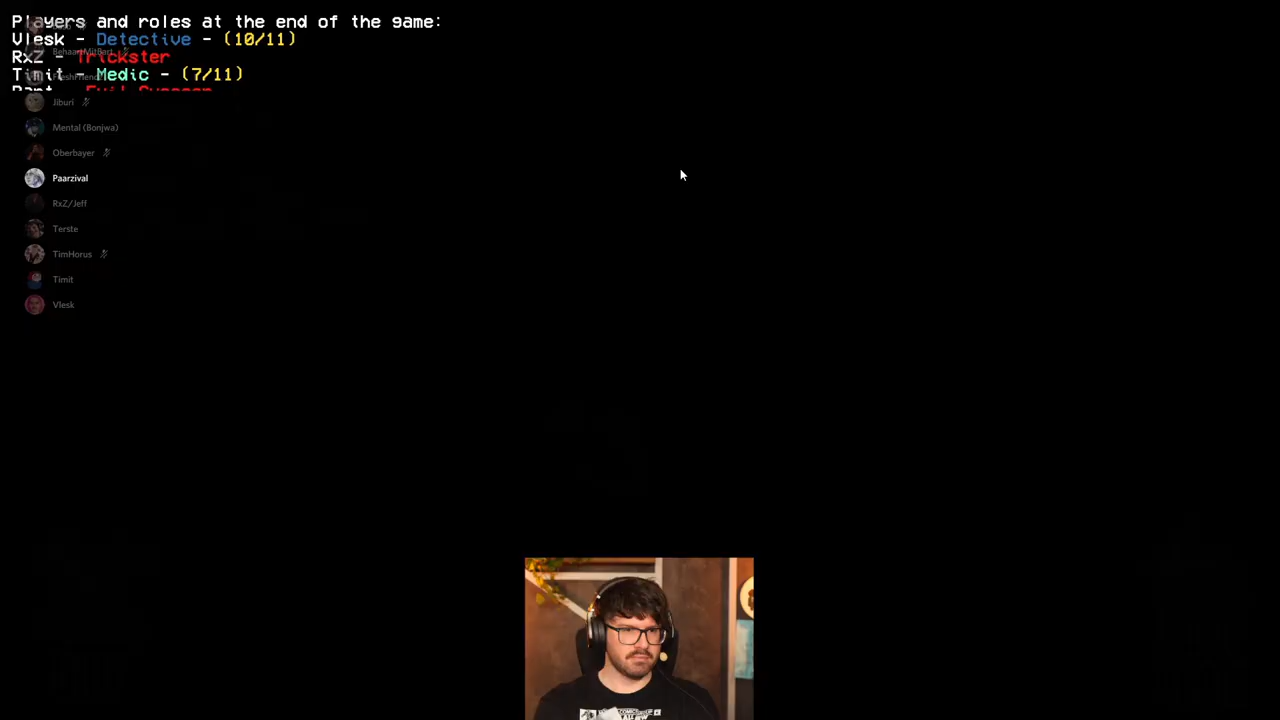 Players and roles at the end of the game:
Vlesk - Detective - (10/11)
RxZ - Trickster
Timit - Medic - (7/11)
Jiburi
Mental (Bonjwa)
Oberbayer
Paarzival
RxZ/Jeff
Terste
TimHorus
Timit
Vlesk